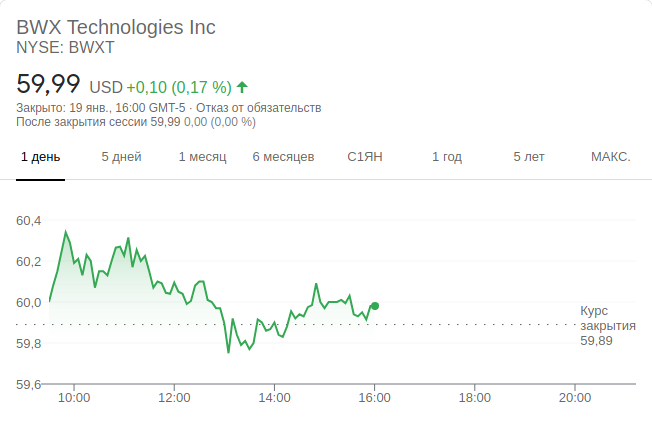 BWX Technologies Inc
NYSE: BWXT
59,99 USD +0,10 (0,17 %)
Закрыто: 19 янв., 16:00 GMT-5 · Отказ от обязательств
После закрытия сессии 59,99 0,00 (0,00 %)
1 день 5 дней 1 месяц 6 месяцев С1ЯН 1 год 5 лет МАКС.
60,4
60,2
60,0
59,8
59,6
Курс
закрытия
59,89
10:00 12:00 14:00 16:00 18:00 20:00